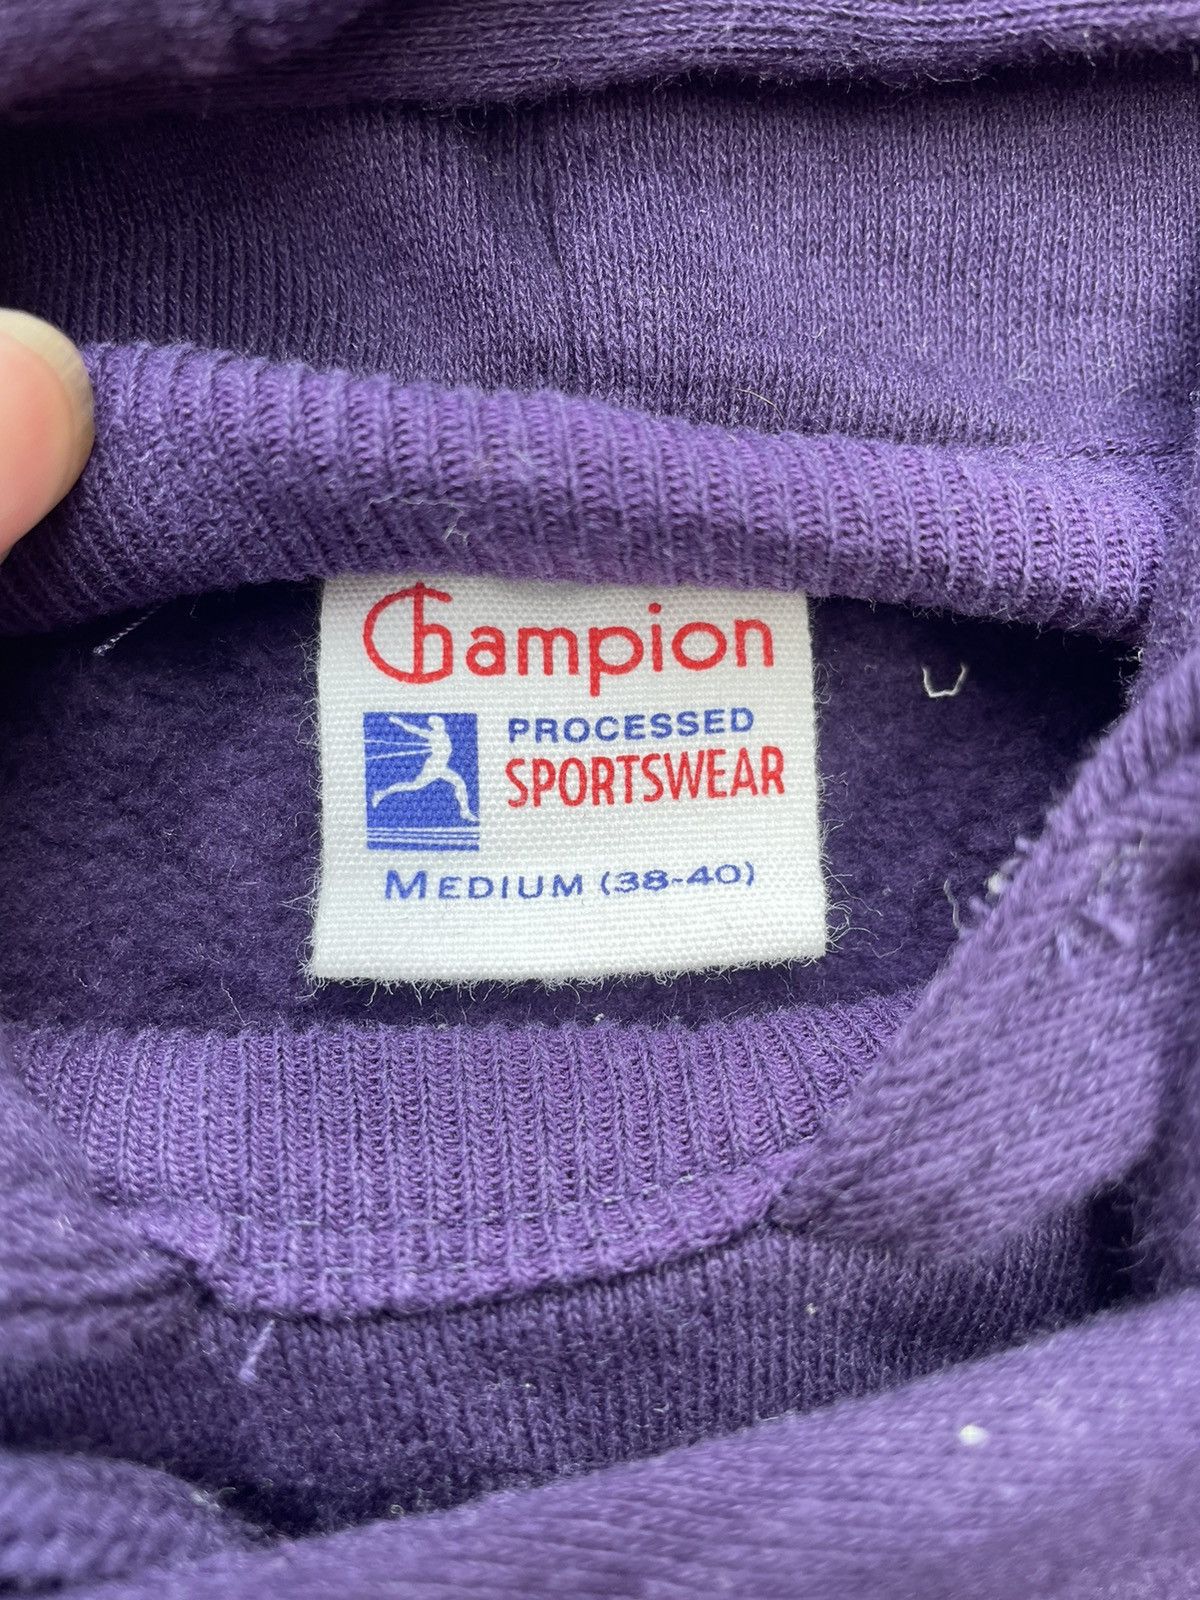 Champion
PROCESSED
SPORTSWEAR
MEDIUM (38-40)